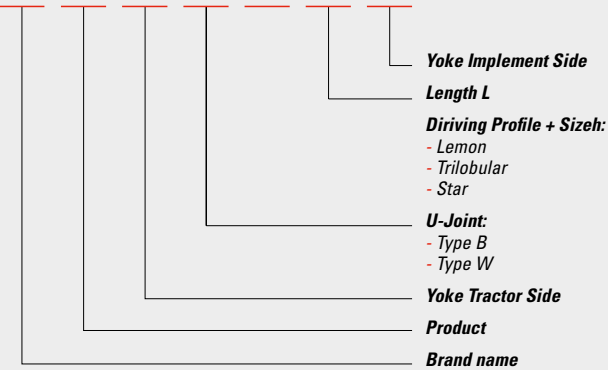 Yoke Implement Side
Length L
Diriving Profile + Sizeh:
- Lemon
- Trilobular
- Star
U-Joint:
- Type B
- Type W
Yoke Tractor Side
Product
Brand name